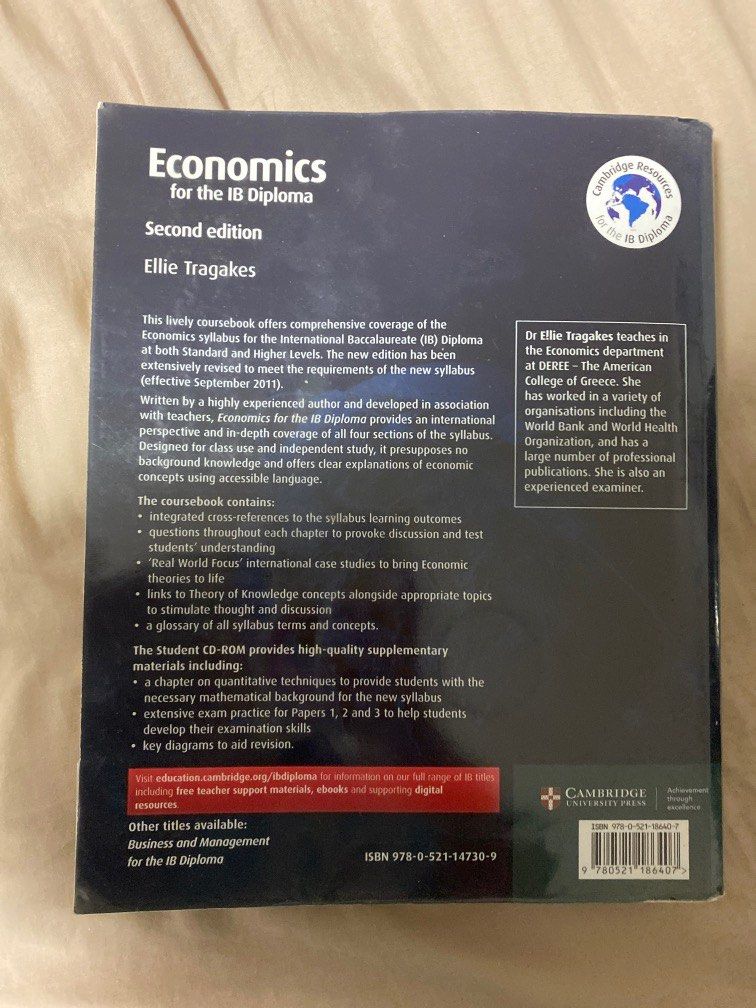 Economics
for the IB Diploma
Second edition
Ellie Tragakes
Cambridge Resources
for the IB Diploma
This lively coursebook offers comprehensive coverage of the
Economics syllabus for the International Baccalaureate (IB) Diploma
at both Standard and Higher Levels. The new edition has been
extensively revised to meet the requirements of the new syllabus
(effective September 2011).
Written by a highly experienced author and developed in association
with teachers, Economics for the IB Diploma provides an international
perspective and in-depth coverage of all four sections of the syllabus.
Designed for class use and independent study, it presupposes no
background knowledge and offers clear explanations of economic
concepts using accessible language.
The coursebook contains:
• integrated cross-references to the syllabus learning outcomes
• questions throughout each chapter to provoke discussion and test
students' understanding
• 'Real World Focus' international case studies to bring Economic
theories to life
• links to Theory of Knowledge concepts alongside appropriate topics
to stimulate thought and discussion
• a glossary of all syllabus terms and concepts.
The Student CD-ROM provides high-quality supplementary
materials including:
• a chapter on quantitative techniques to provide students with the
necessary mathematical background for the new syllabus
• extensive exam practice for Papers 1, 2 and 3 to help students
develop their examination skills
• key diagrams to aid revision.
Dr Ellie Tragakes teaches in
the Economics department
at DEREE – The American
College of Greece. She
has worked in a variety of
organisations including the
World Bank and World Health
Organization, and has a
large number of professional
publications. She is also an
experienced examiner.
Visit education.cambridge.org/ibdiploma for information on our full range of IB titles
including free teacher support materials, ebooks and supporting digital
resources.
Other titles available:
Business and Management
for the IB Diploma
ISBN 978-0-521-14730-9
CAMBRIDGE
UNIVERSITY PRESS
Achievement
through
excellence
ISBN 978-0-521-18640-7
9 780521 186407 >